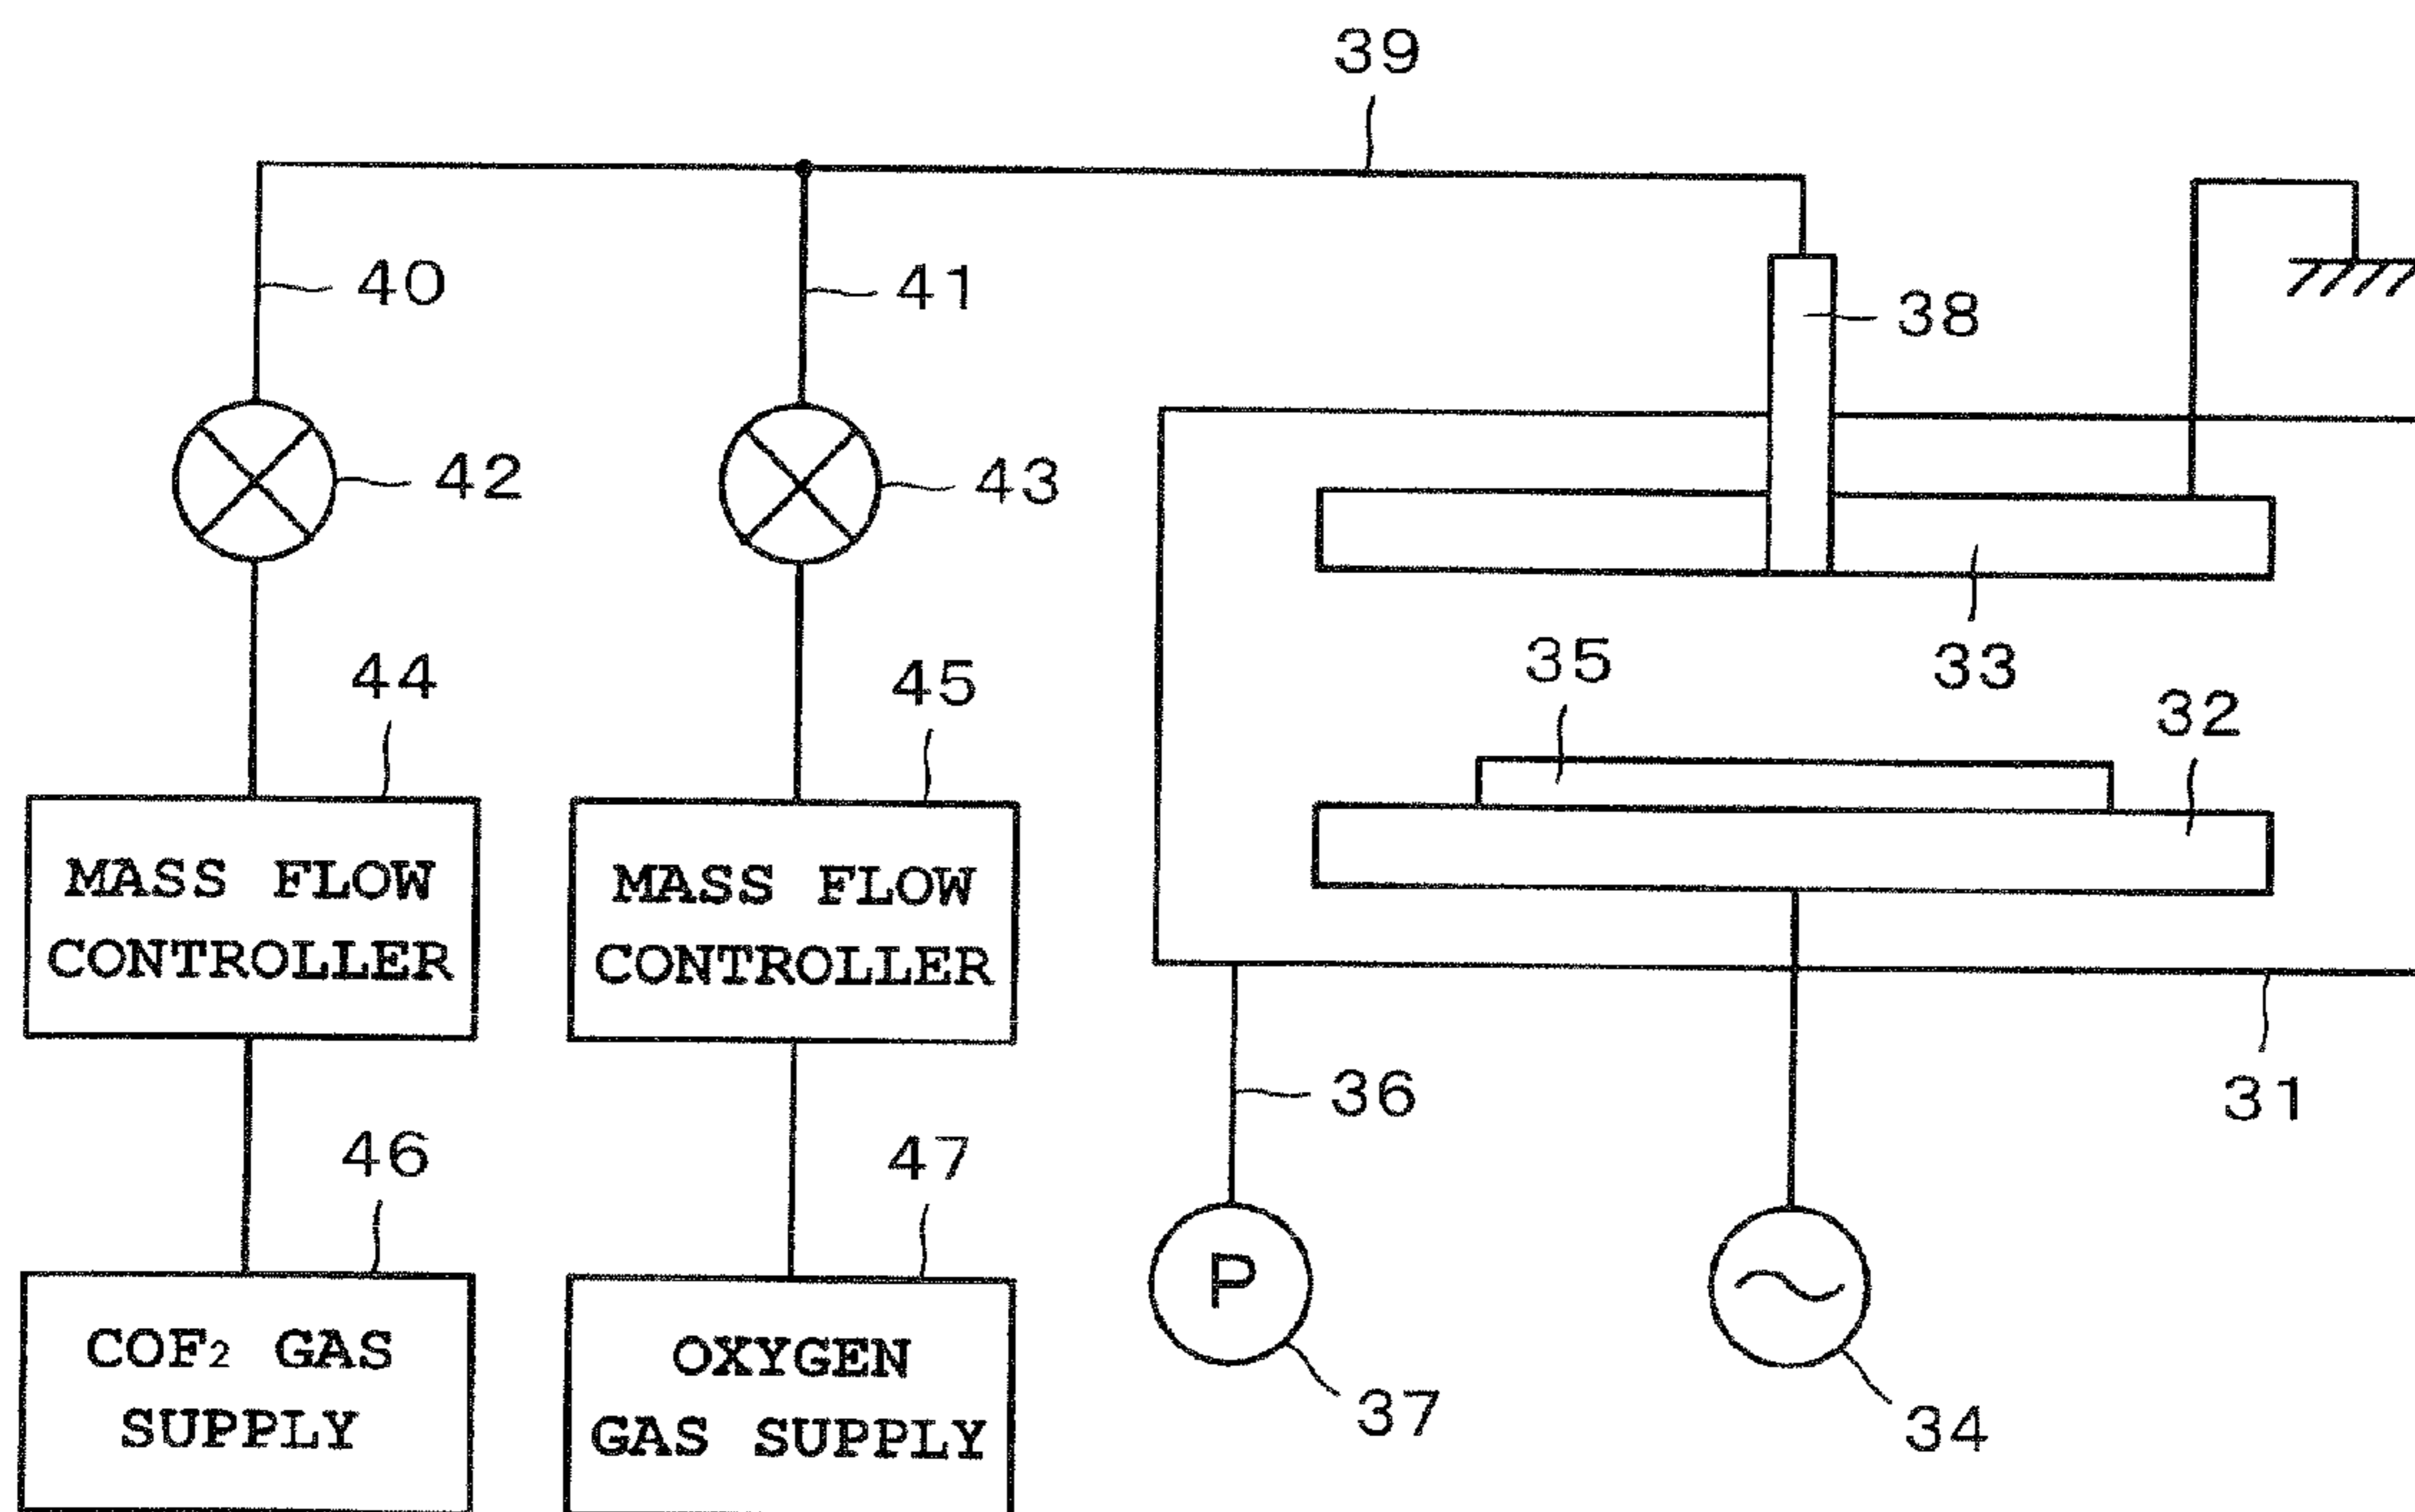 39
40
41
38
42
43
35
33
32
44
45
MASS FLOW
CONTROLLER
MASS FLOW
CONTROLLER
36
31
46
47
COF₂ GAS
SUPPLY
OXYGEN
GAS SUPPLY
P
37
34